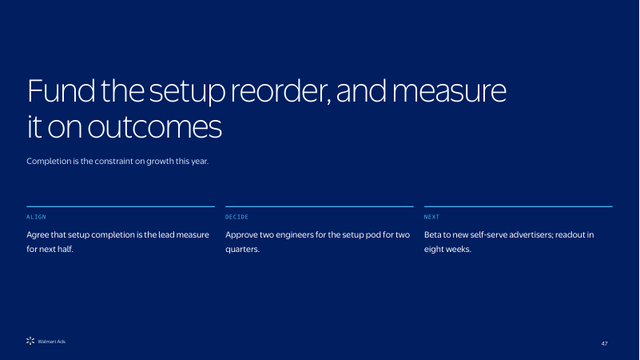 Fund the setup reorder, and measure
it on outcomes
Completion is the constraint on growth this year.
ALIGN
Agree that setup completion is the lead measure
for next half.
DECIDE
Approve two engineers for the setup pod for two
quarters.
NEXT
Beta to new self-serve advertisers; readout in
eight weeks.
Walmart Ads
47